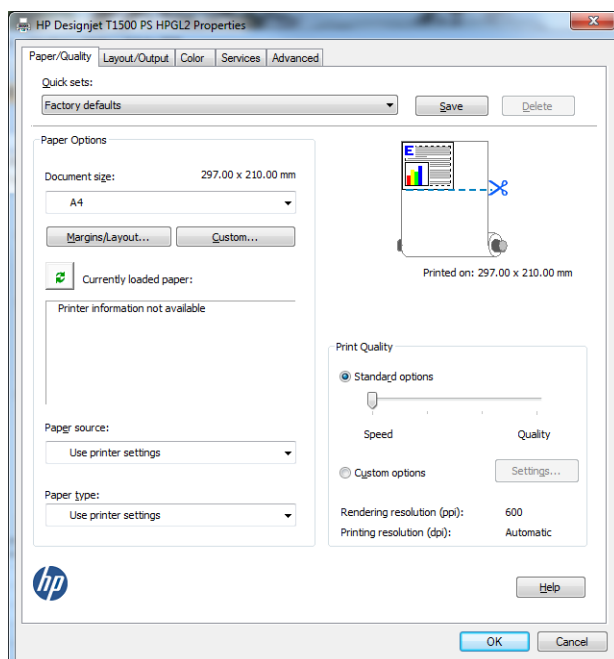 HP Designjet T1500 PS HPGL2 Properties
Paper/Quality Layout/Output Color Services Advanced
Quick sets:
Factory defaults
Save Delete
Paper Options
Document size: 297.00 x 210.00 mm
A4
Margins/Layout... Custom...
Currently loaded paper:
Printer information not available
Paper source:
Use printer settings
Paper type:
Use printer settings
E
Printed on: 297.00 x 210.00 mm
Print Quality
Standard options
Speed Quality
Custom options Settings...
Rendering resolution (ppi): 600
Printing resolution (dpi): Automatic
hp
Help
OK Cancel